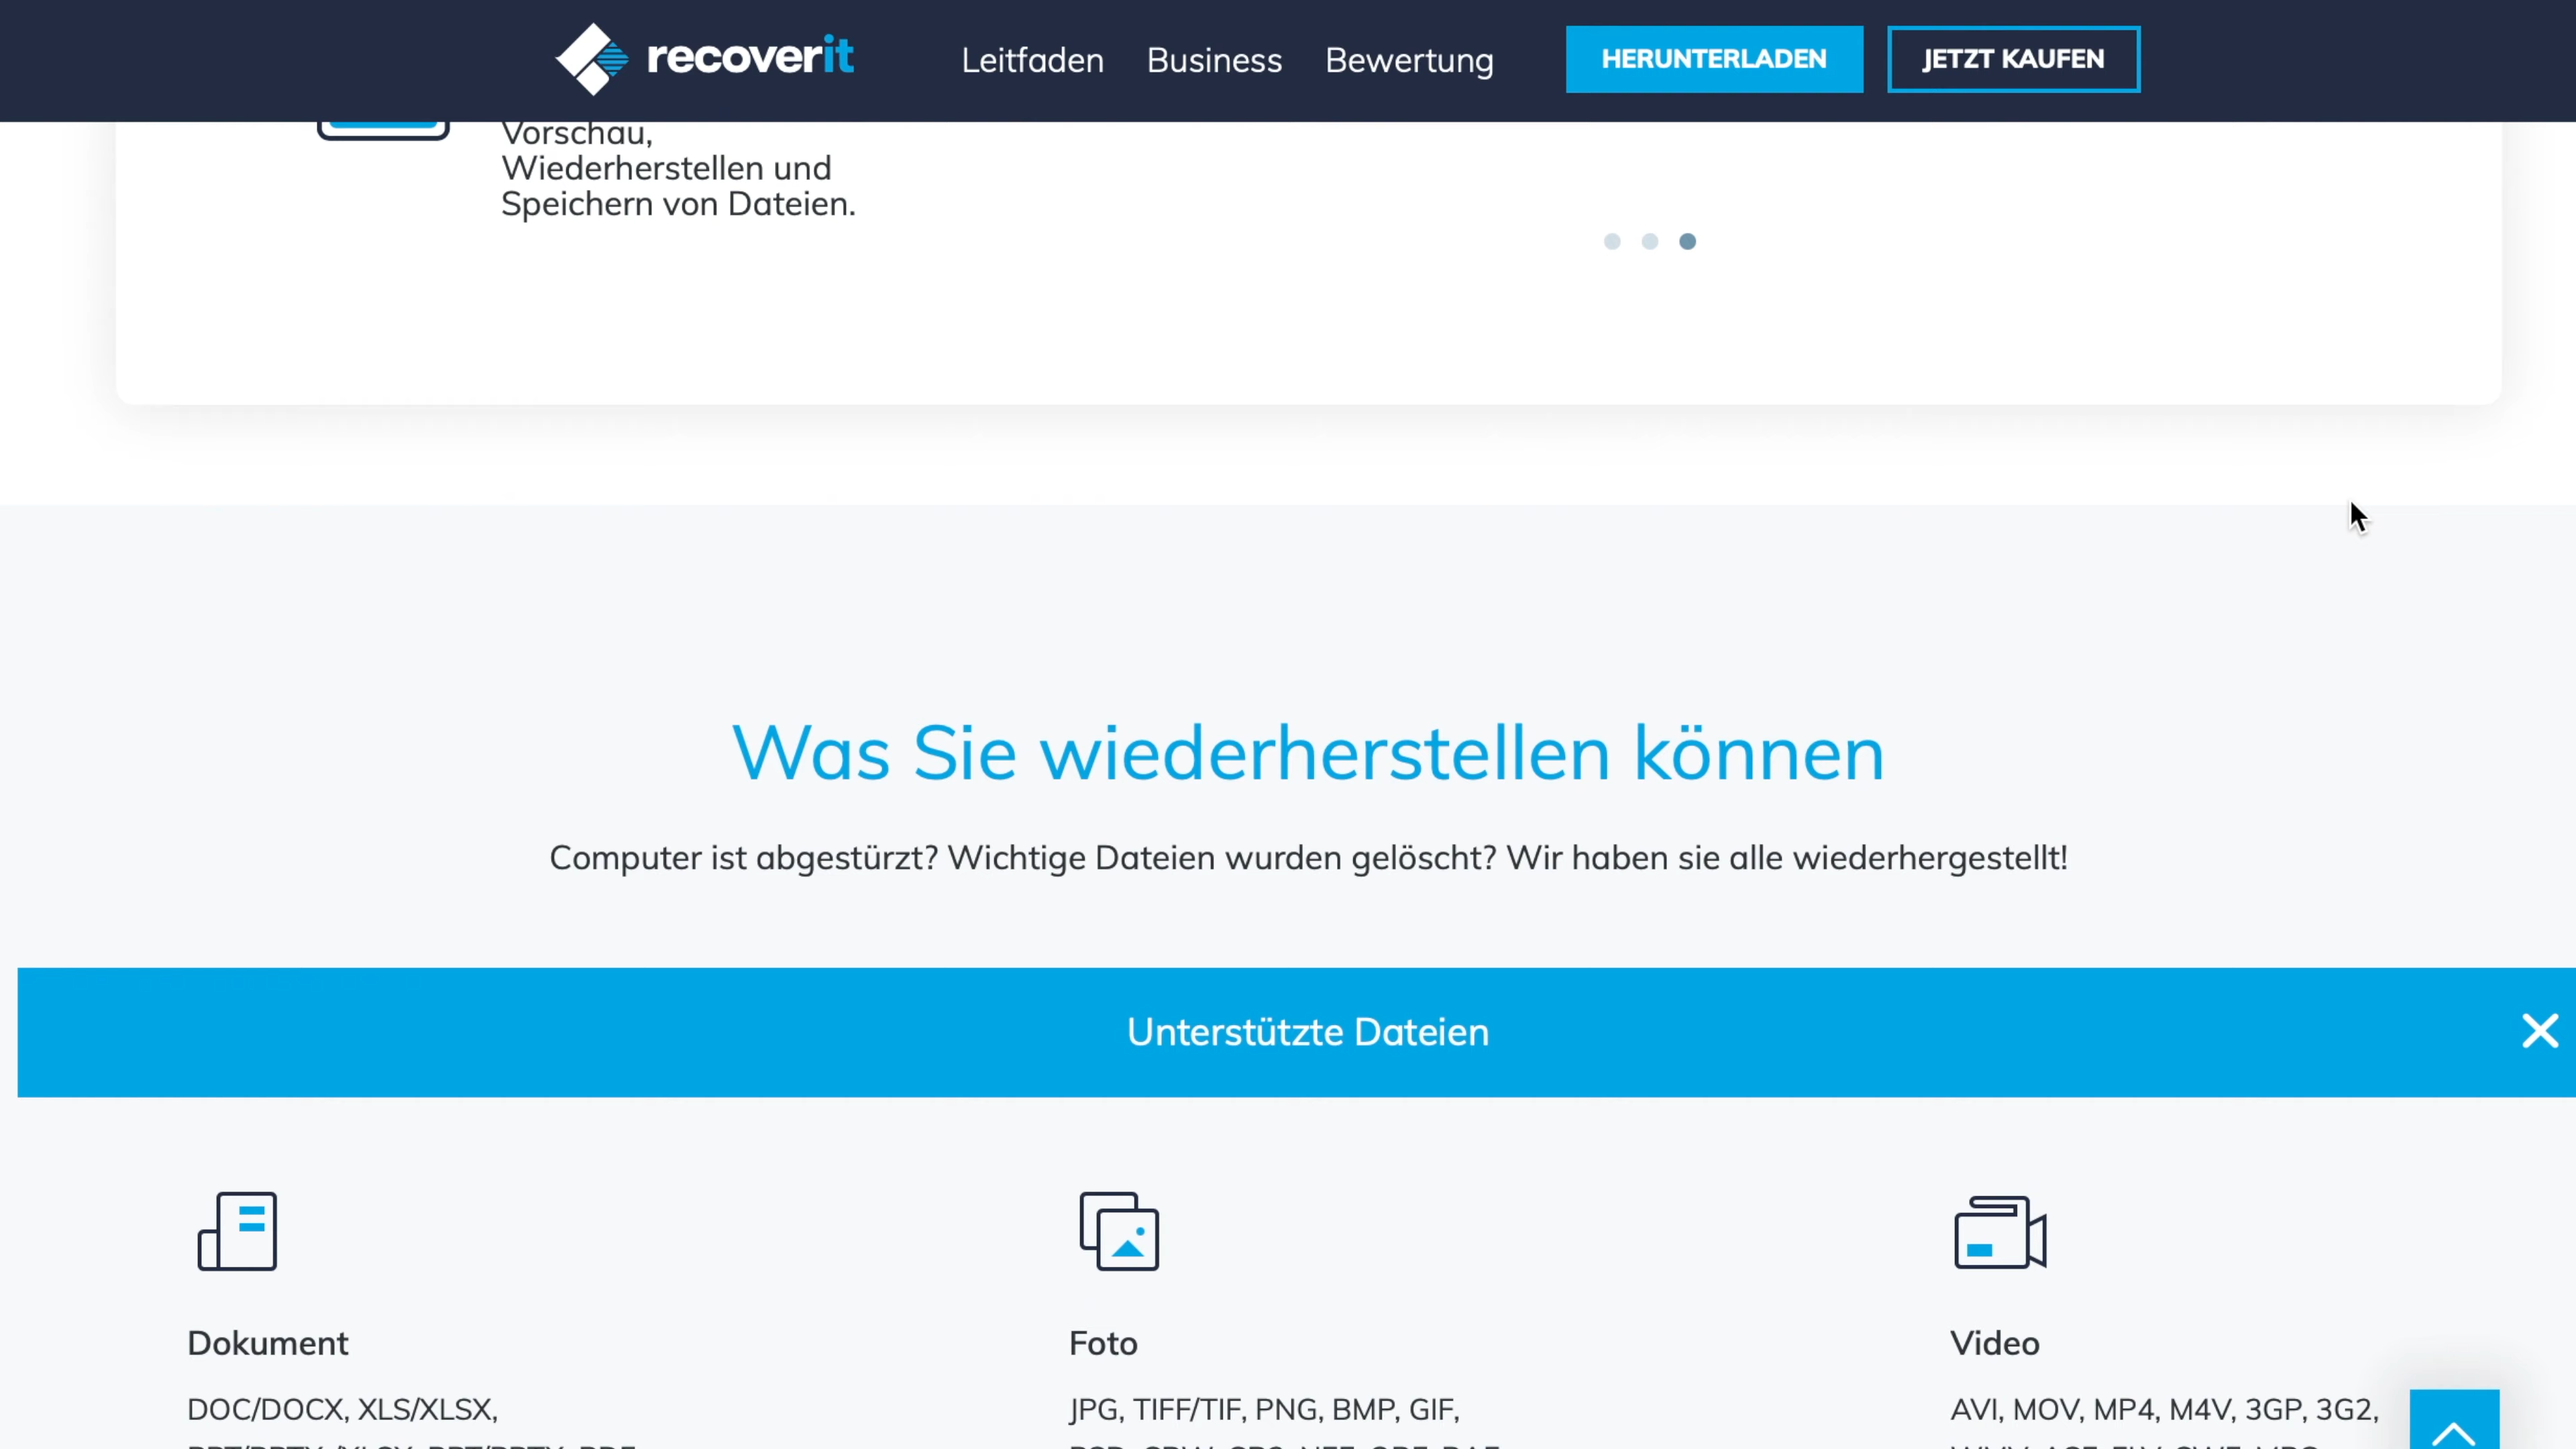 recoverit
Leitfaden
Business
Bewertung
HERUNTERLADEN
JETZT KAUFEN
Vorschau,
Wiederherstellen und
Speichern von Dateien.
Was Sie wiederherstellen können
Computer ist abgestürzt? Wichtige Dateien wurden gelöscht? Wir haben sie alle wiederhergestellt!
Unterstützte Dateien
Dokument
DOC/DOCX, XLS/XLSX,
Foto
JPG, TIFF/TIF, PNG, BMP, GIF,
Video
AVI, MOV, MP4, M4V, 3GP, 3G2,